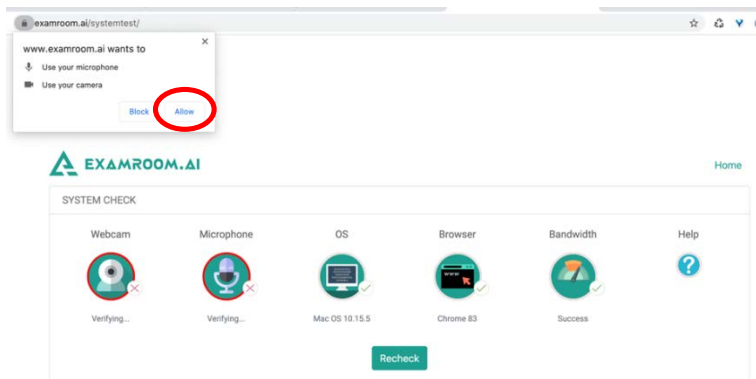 examroom.ai/systemtest/
www.examroom.ai wants to
Use your microphone
Use your camera
Block Allow
EXAMROOM.AI
Home
SYSTEM CHECK
Webcam Microphone OS Browser Bandwidth Help
www
?
Verifying... Verifying... Mac OS 10.15.5 Chrome 83 Success
Recheck